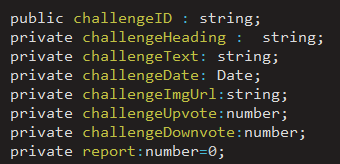 public challengeID : string;
private challengeHeading :  string;
private challengeText: string;
private challengeDate: Date;
private challengeImgUrl:string;
private challengeUpvote:number;
private challengeDownvote:number;
private report:number=0;